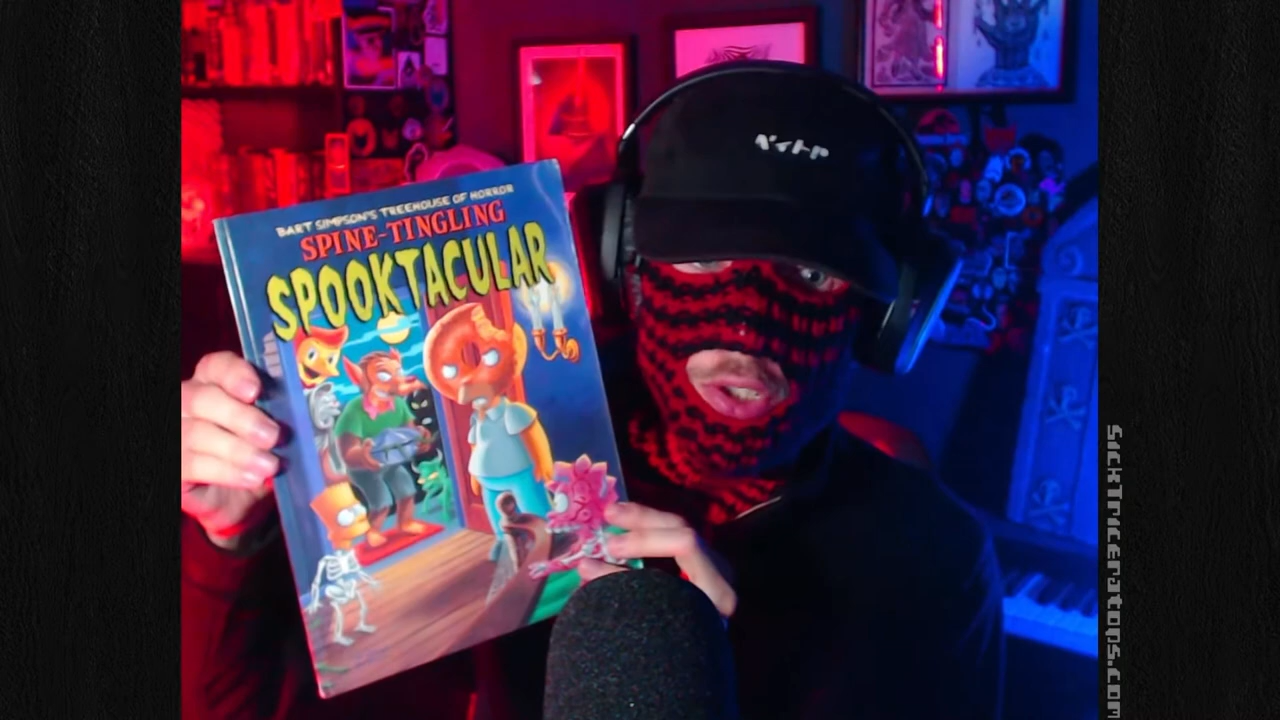 BART SIMPSON'S TREEHOUSE OF HORROR
SPINE-TINGLING
SPOOKTACULAR
SickTriceratops.com